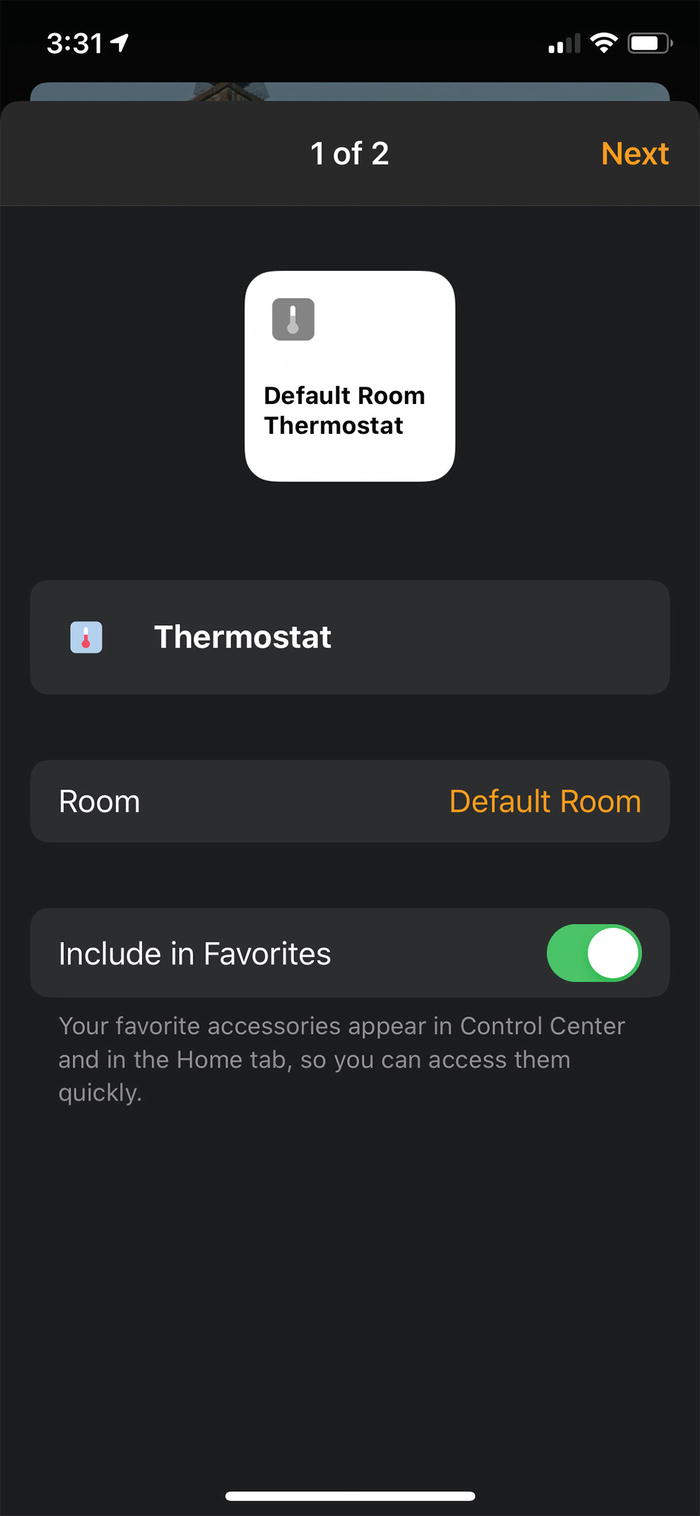 3:31
1 of 2
Next
Default Room
Thermostat
Thermostat
Room
Default Room
Include in Favorites
Your favorite accessories appear in Control Center
and in the Home tab, so you can access them
quickly.